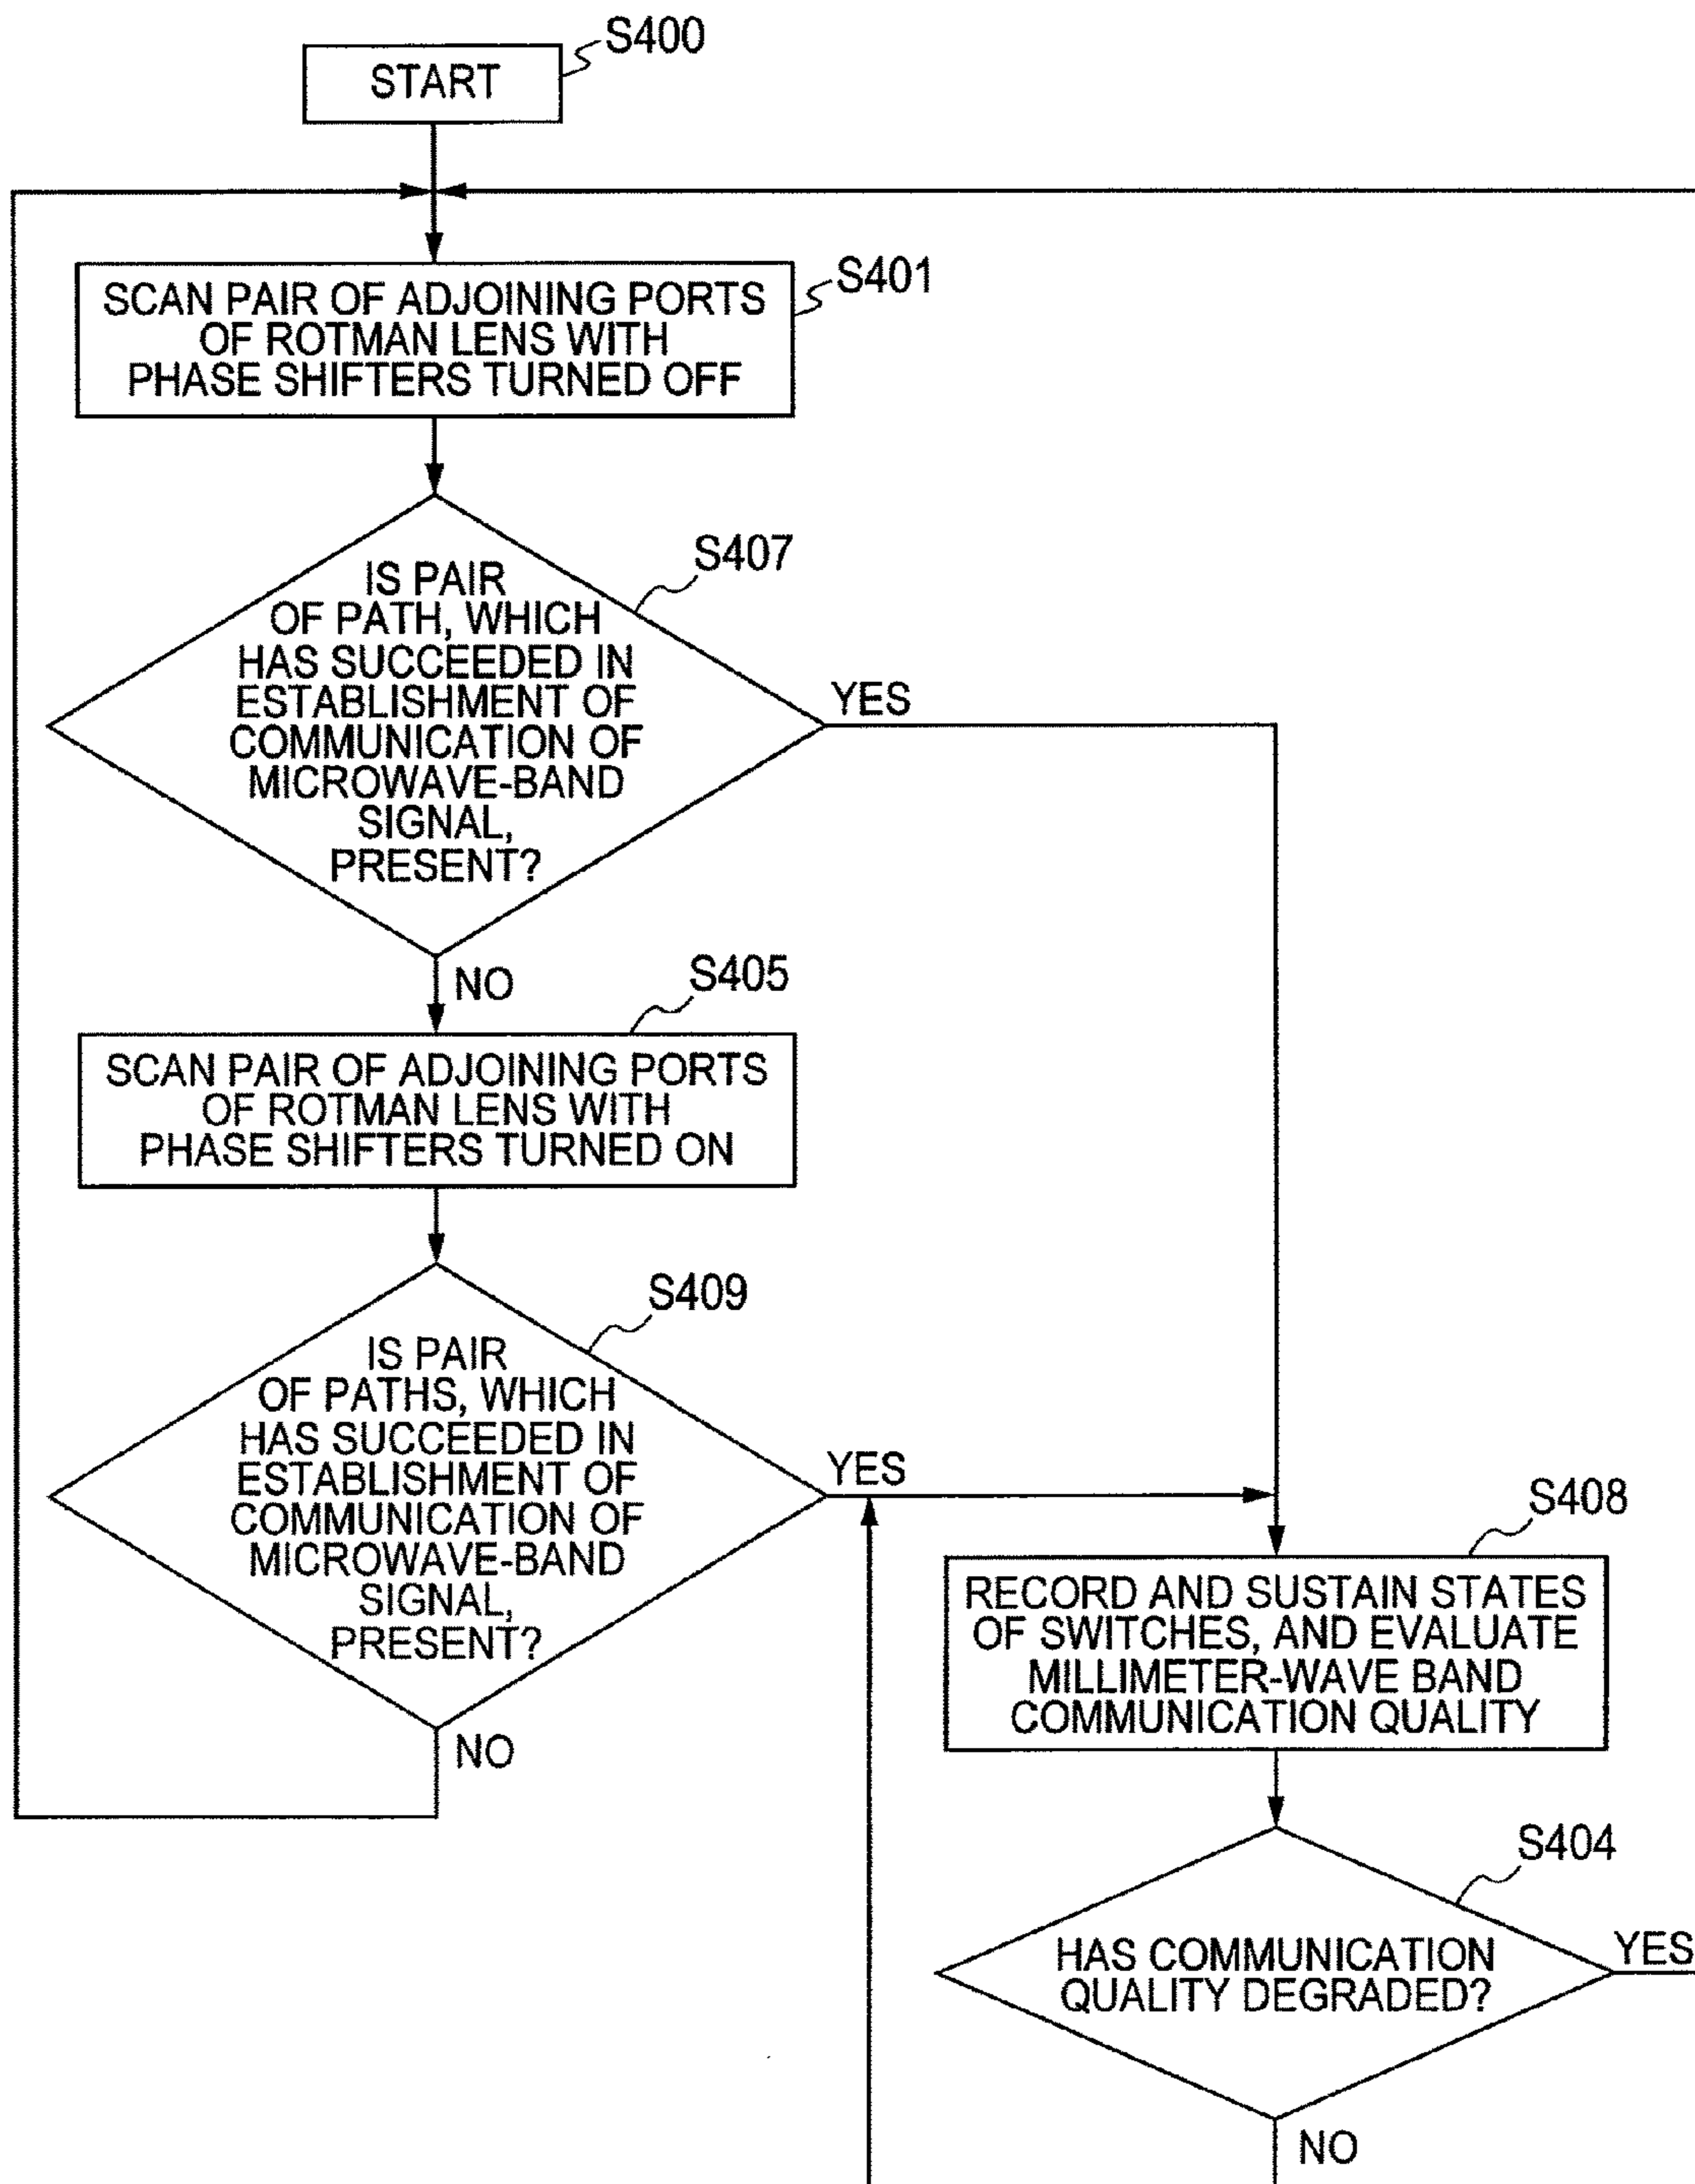 S400
START
S401
SCAN PAIR OF ADJOINING PORTS
OF ROTMAN LENS WITH
PHASE SHIFTERS TURNED OFF
S407
IS PAIR
OF PATH, WHICH
HAS SUCCEEDED IN
ESTABLISHMENT OF
COMMUNICATION OF
MICROWAVE-BAND
SIGNAL,
PRESENT?
YES
NO
S405
SCAN PAIR OF ADJOINING PORTS
OF ROTMAN LENS WITH
PHASE SHIFTERS TURNED ON
S409
IS PAIR
OF PATHS, WHICH
HAS SUCCEEDED IN
ESTABLISHMENT OF
COMMUNICATION OF
MICROWAVE-BAND
SIGNAL,
PRESENT?
YES
NO
S408
RECORD AND SUSTAIN STATES
OF SWITCHES, AND EVALUATE
MILLIMETER-WAVE BAND
COMMUNICATION QUALITY
S404
HAS COMMUNICATION
QUALITY DEGRADED?
YES
NO